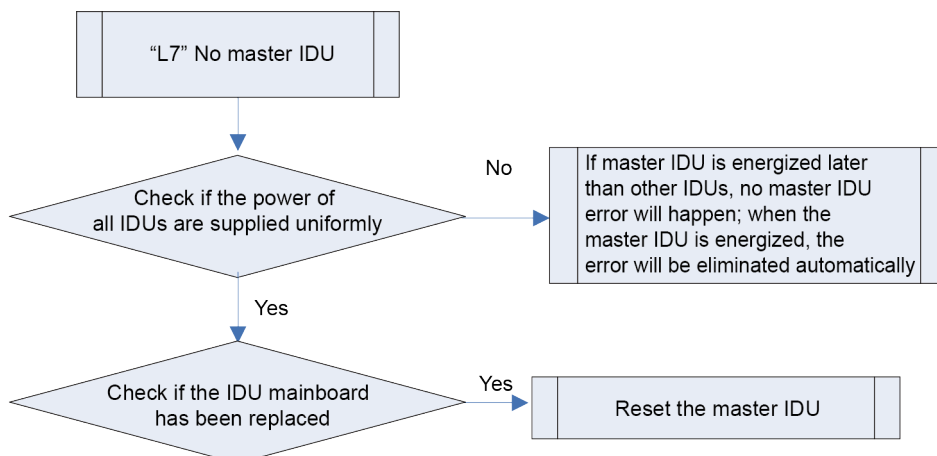 “L7” No master IDU
No
Check if the power of
all IDUs are supplied uniformly
If master IDU is energized later
than other IDUs, no master IDU
error will happen; when the
master IDU is energized, the
error will be eliminated automatically
Yes
Check if the IDU mainboard
has been replaced
Yes
Reset the master IDU